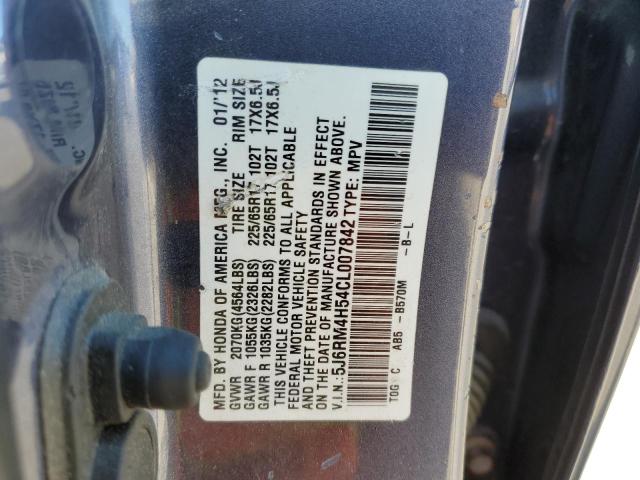 MFD. BY HONDA OF AMERICA MFG., INC. 01/'12
GVWR 2070KG(4564LBS) TIRE SIZE RIM SIZE
GAWR F 1055KG(2326LBS) 225/65R17 102T 17X6.5J
GAWR R 1035KG(2282LBS) 225/65R17 102T 17X6.5J
THIS VEHICLE CONFORMS TO ALL APPLICABLE
FEDERAL MOTOR VEHICLE SAFETY
AND THEFT PREVENTION STANDARDS IN EFFECT
ON THE DATE OF MANUFACTURE SHOWN ABOVE.
V.I.N.:5J6RM4H54CL007842 TYPE: MPV
T0G C AB5 -B570M -B-L